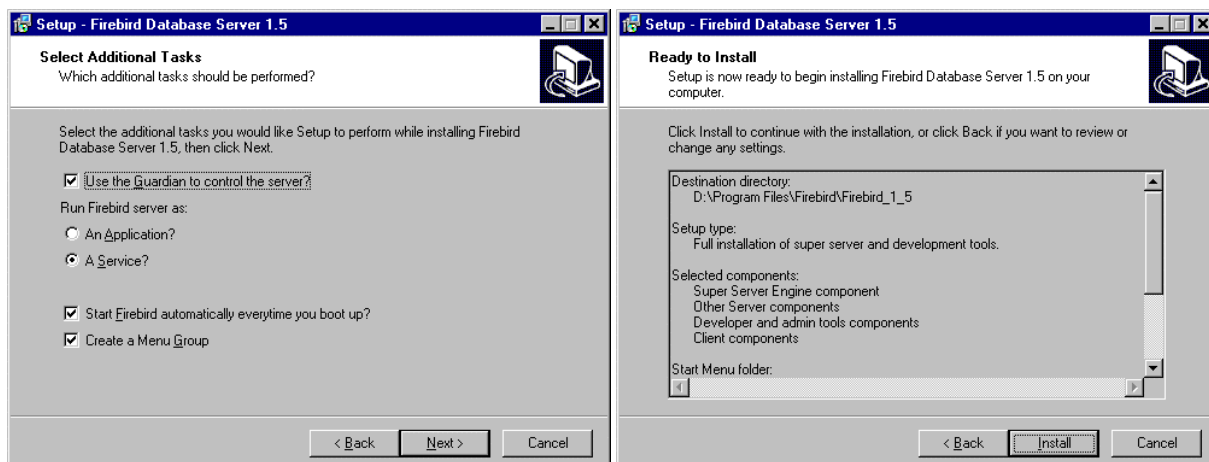 Setup - Firebird Database Server 1.5
Select Additional Tasks
Which additional tasks should be performed?
Select the additional tasks you would like Setup to perform while installing Firebird
Database Server 1.5, then click Next.
Use the Guardian to control the server?
Run Firebird server as:
An Application?
A Service?
Start Firebird automatically everytime you boot up?
Create a Menu Group
< Back
Next >
Cancel
Setup - Firebird Database Server 1.5
Ready to Install
Setup is now ready to begin installing Firebird Database Server 1.5 on your
computer.
Click Install to continue with the installation, or click Back if you want to review or
change any settings.
Destination directory:
D:\Program Files\Firebird\Firebird_1_5
Setup type:
Full installation of super server and development tools.
Selected components:
Super Server Engine component
Other Server components
Developer and admin tools components
Client components
Start Menu folder:
< Back
Install
Cancel